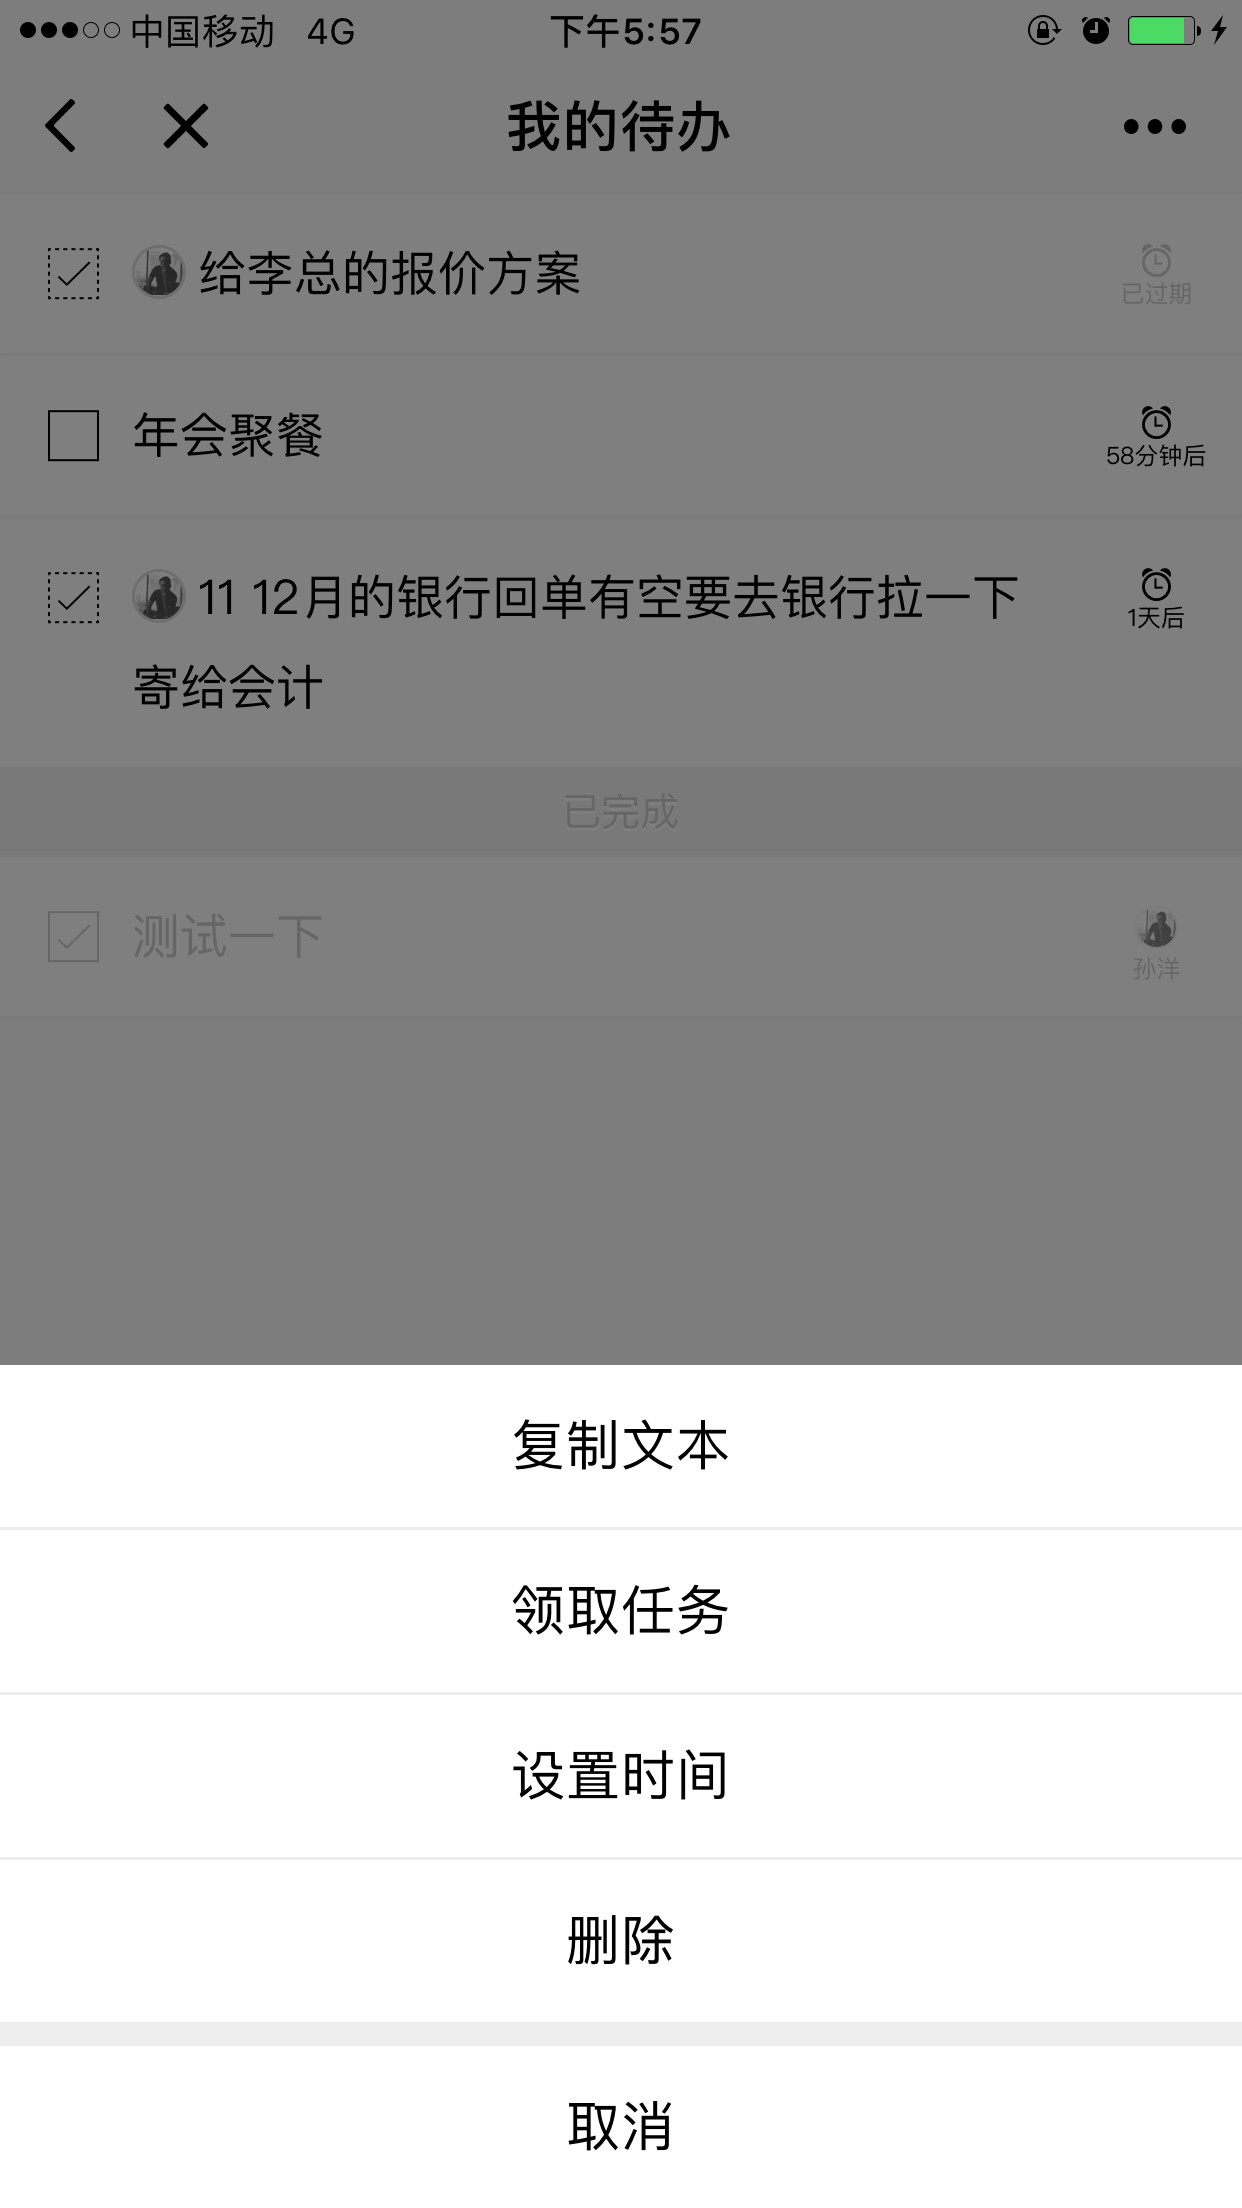 中国移动 4G 下午5:57
我的待办
给李总的报价方案
已过期
年会聚餐
58分钟后
11 12月的银行回单有空要去银行拉一下
寄给会计
1天后
已完成
测试一下
孙洋
复制文本
领取任务
设置时间
删除
取消